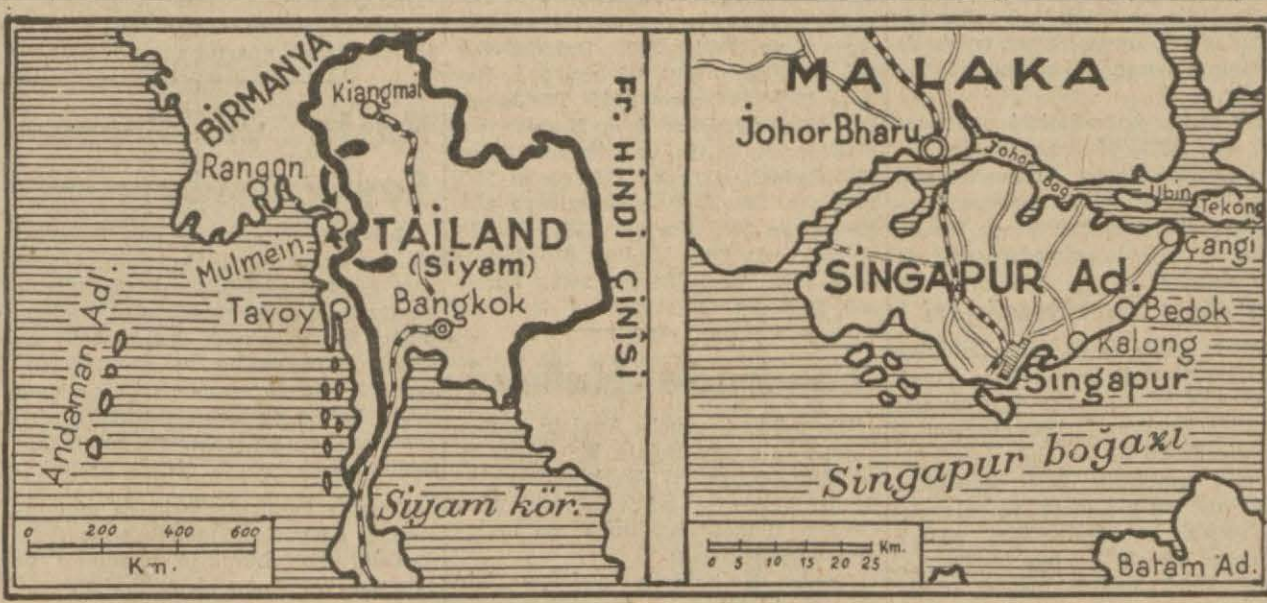 BİRMANYA
Kiangmai
Rangon
Mulmein
TAİLAND
(Siyam)
Tavoy
Bangkok
Andaman Adl.
Fr. HİNDİ ÇİNİSİ
Siyam kör.
0 200 400 600
Km.
MALAKA
Johor Bharu
Johor Boğ.
Ubin
Tekong
Çangi
SİNGAPUR Ad.
Bedok
Kalong
Singapur
Singapur boğazı
Km.
0 5 10 15 20 25
Batam Ad.